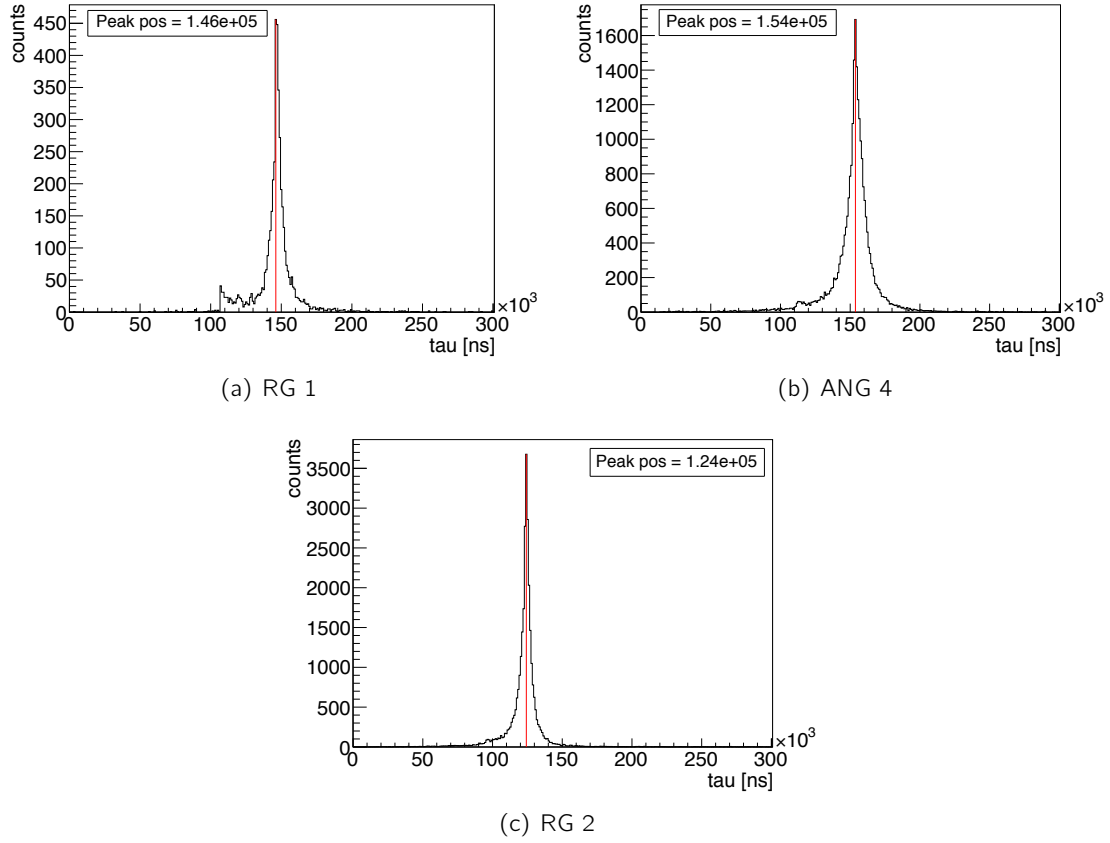 counts
Peak pos = 1.46e+05
450
400
350
300
250
200
150
100
50
0
0 50 100 150 200 250 300
×10³
tau [ns]
(a) RG 1
counts
Peak pos = 1.54e+05
1600
1400
1200
1000
800
600
400
200
0
0 50 100 150 200 250 300
×10³
tau [ns]
(b) ANG 4
counts
Peak pos = 1.24e+05
3500
3000
2500
2000
1500
1000
500
0
0 50 100 150 200 250 300
×10³
tau [ns]
(c) RG 2